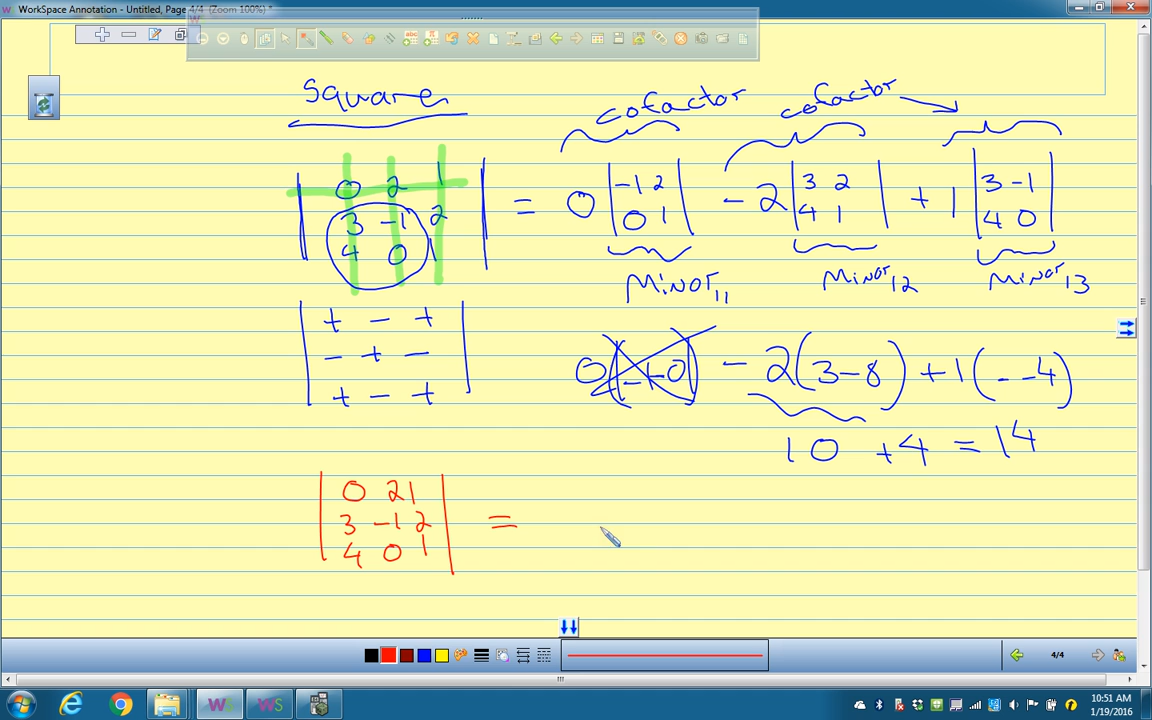 WorkSpace Annotation - Untitled, Page 4/4 (Zoom 100%) *
Square
cofactor
cofactor
| 0 2 1 |
| 3 -1 2 | = 0 | -1 2 | - 2 | 3 2 | + 1 | 3 -1 |
| 4 0 1 | | 0 1 | | 4 1 | | 4 0 |
Minor11
Minor12
Minor13
| + - + |
| - + - |
| + - + |
0(-1-0) - 2(3-8) + 1(--4)
10 +4 = 14
| 0 2 1 |
| 3 -1 2 | =
| 4 0 1 |
4/4
10:51 AM
1/19/2016